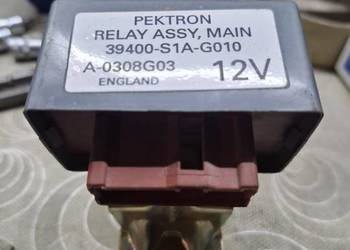 PEKTRON
RELAY ASSY, MAIN
39400-S1A-G010
A-0308G03 12V
ENGLAND